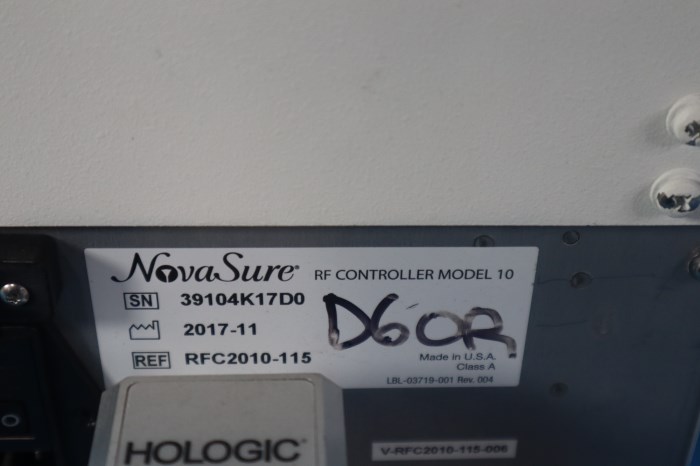 NovaSure® RF CONTROLLER MODEL 10
SN 39104K17D0
2017-11
D6OR
REF RFC2010-115
Made in U.S.A.
Class A
LBL-03719-001 Rev. 004
HOLOGIC®
V-RFC2010-115-006